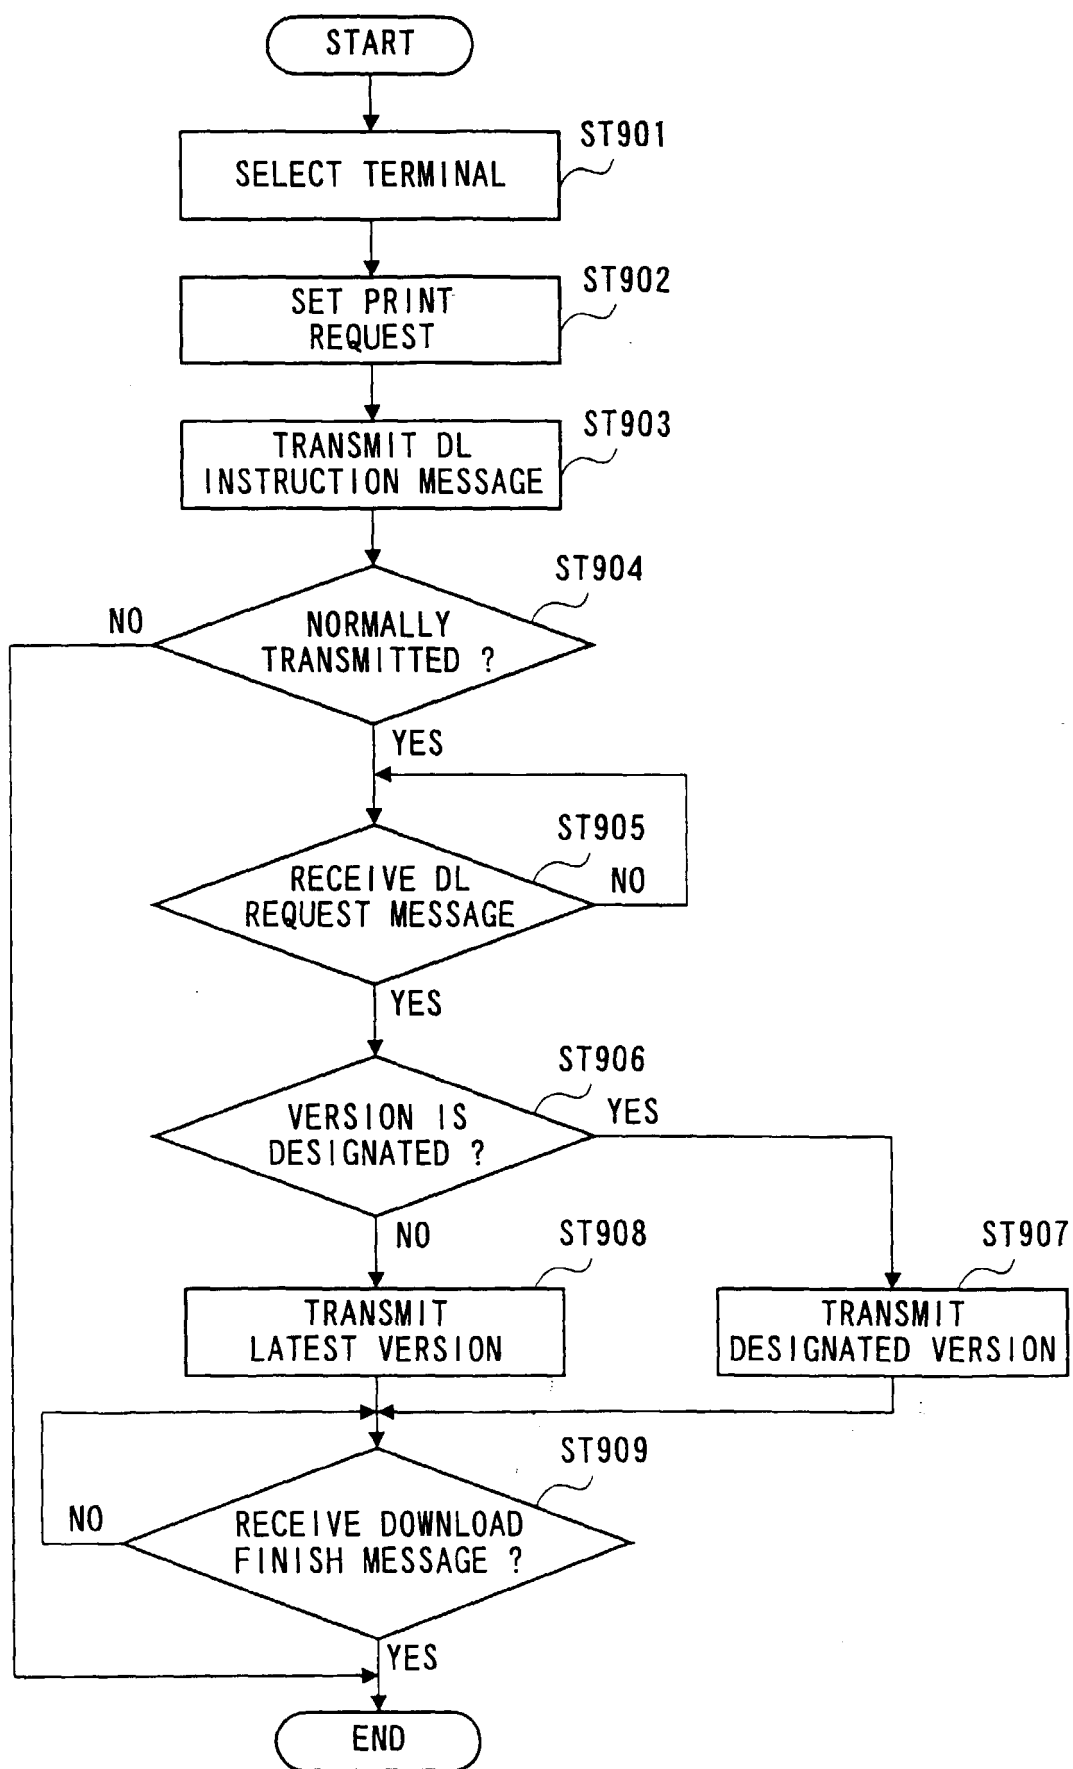 START
ST901
SELECT TERMINAL
ST902
SET PRINT
REQUEST
ST903
TRANSMIT DL
INSTRUCTION MESSAGE
ST904
NO
NORMALLY
TRANSMITTED ?
YES
ST905
RECEIVE DL
REQUEST MESSAGE
NO
YES
ST906
VERSION IS
DESIGNATED ?
YES
NO
ST908
ST907
TRANSMIT
LATEST VERSION
TRANSMIT
DESIGNATED VERSION
ST909
NO
RECEIVE DOWNLOAD
FINISH MESSAGE ?
YES
END